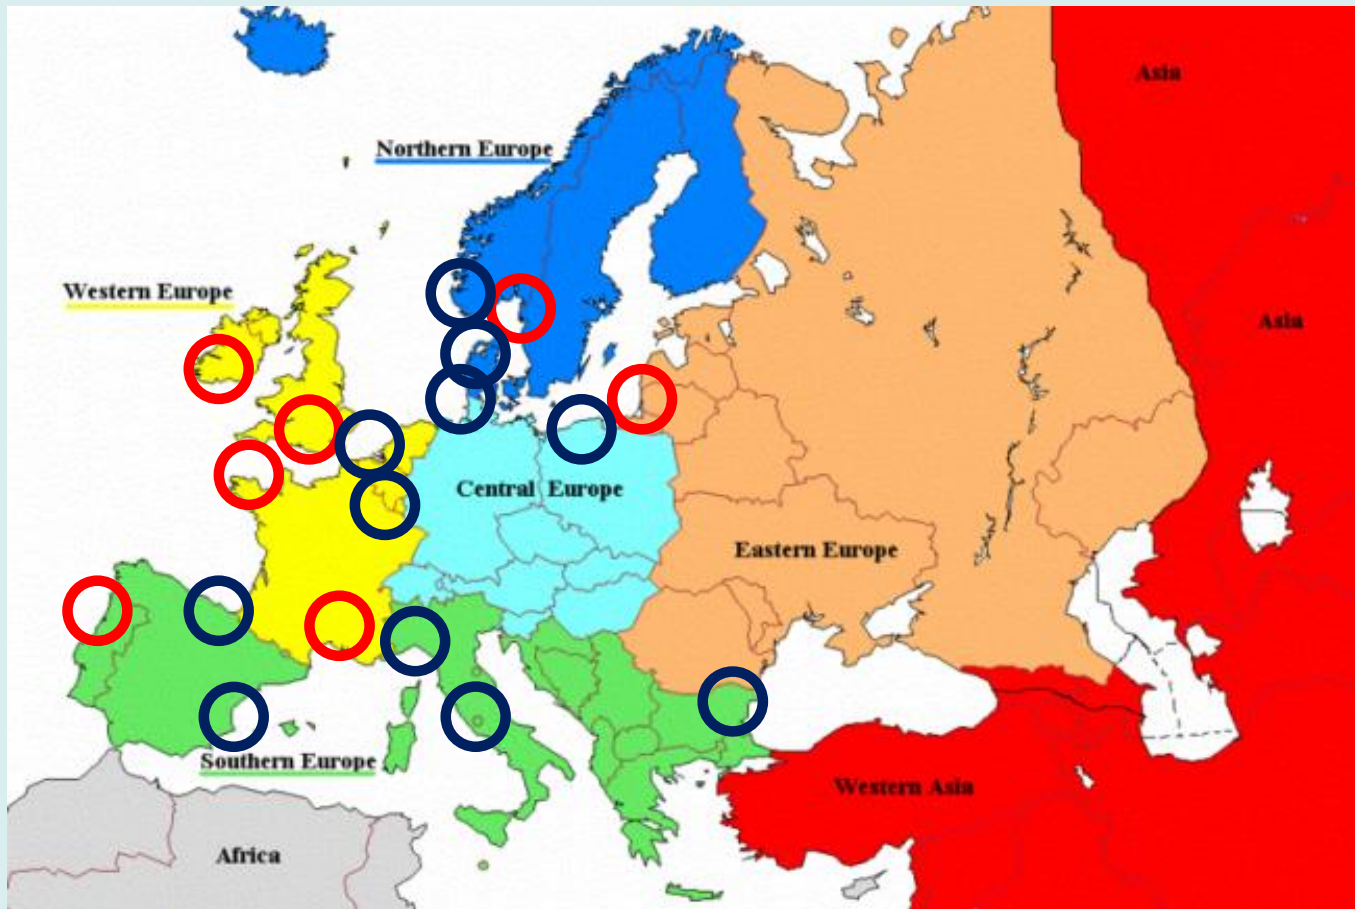 Asia
Northern Europe
Western Europe
Asia
Central Europe
Eastern Europe
Southern Europe
Western Asia
Africa